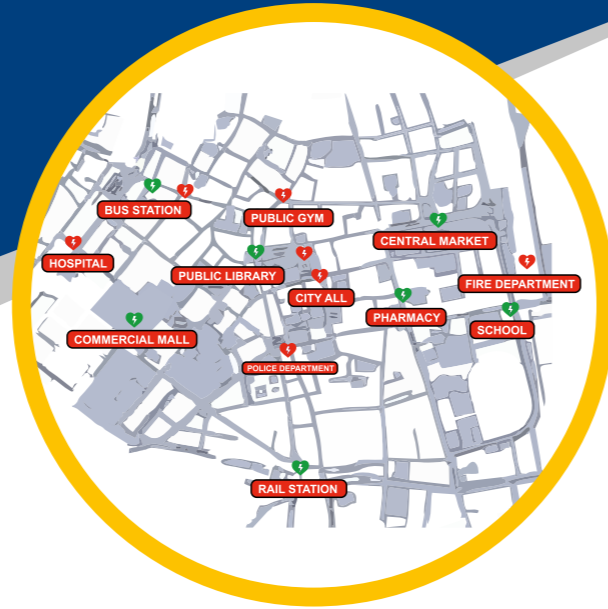 BUS STATION
PUBLIC GYM
CENTRAL MARKET
HOSPITAL
PUBLIC LIBRARY
FIRE DEPARTMENT
CITY ALL
PHARMACY
SCHOOL
COMMERCIAL MALL
POLICE DEPARTMENT
RAIL STATION